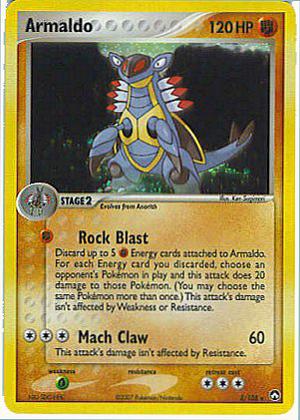 Armaldo 120 HP
Illus. Ken Sugimori
STAGE 2
Evolves from Anorith
Rock Blast
Discard up to 5 Energy cards attached to Armaldo.
For each Energy card you discarded, choose an
opponent's Pokémon in play and this attack does 20
damage to those Pokémon. (You may choose the
same Pokémon more than once.) This attack's damage
isn't affected by Weakness or Resistance.
Mach Claw 60
This attack's damage isn't affected by Resistance.
weakness resistance retreat cost
©2007 Pokémon/Nintendo